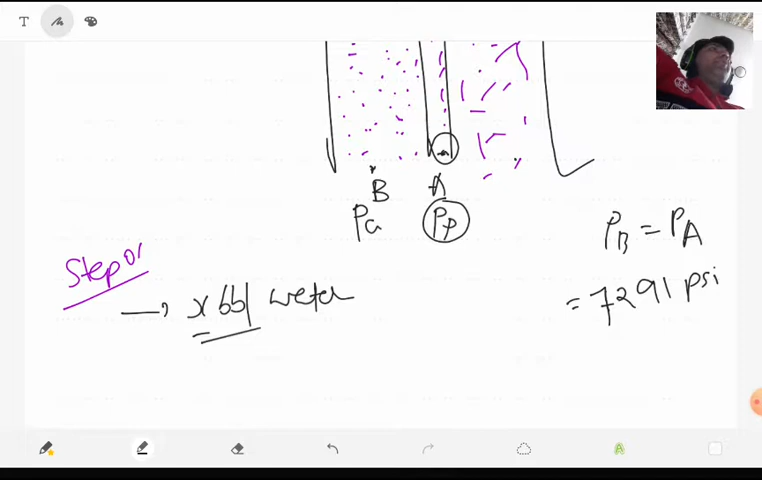 B A
Pa Pp
PB = PA
Step 01
→ x bbl water
= 7291 psi
T
A